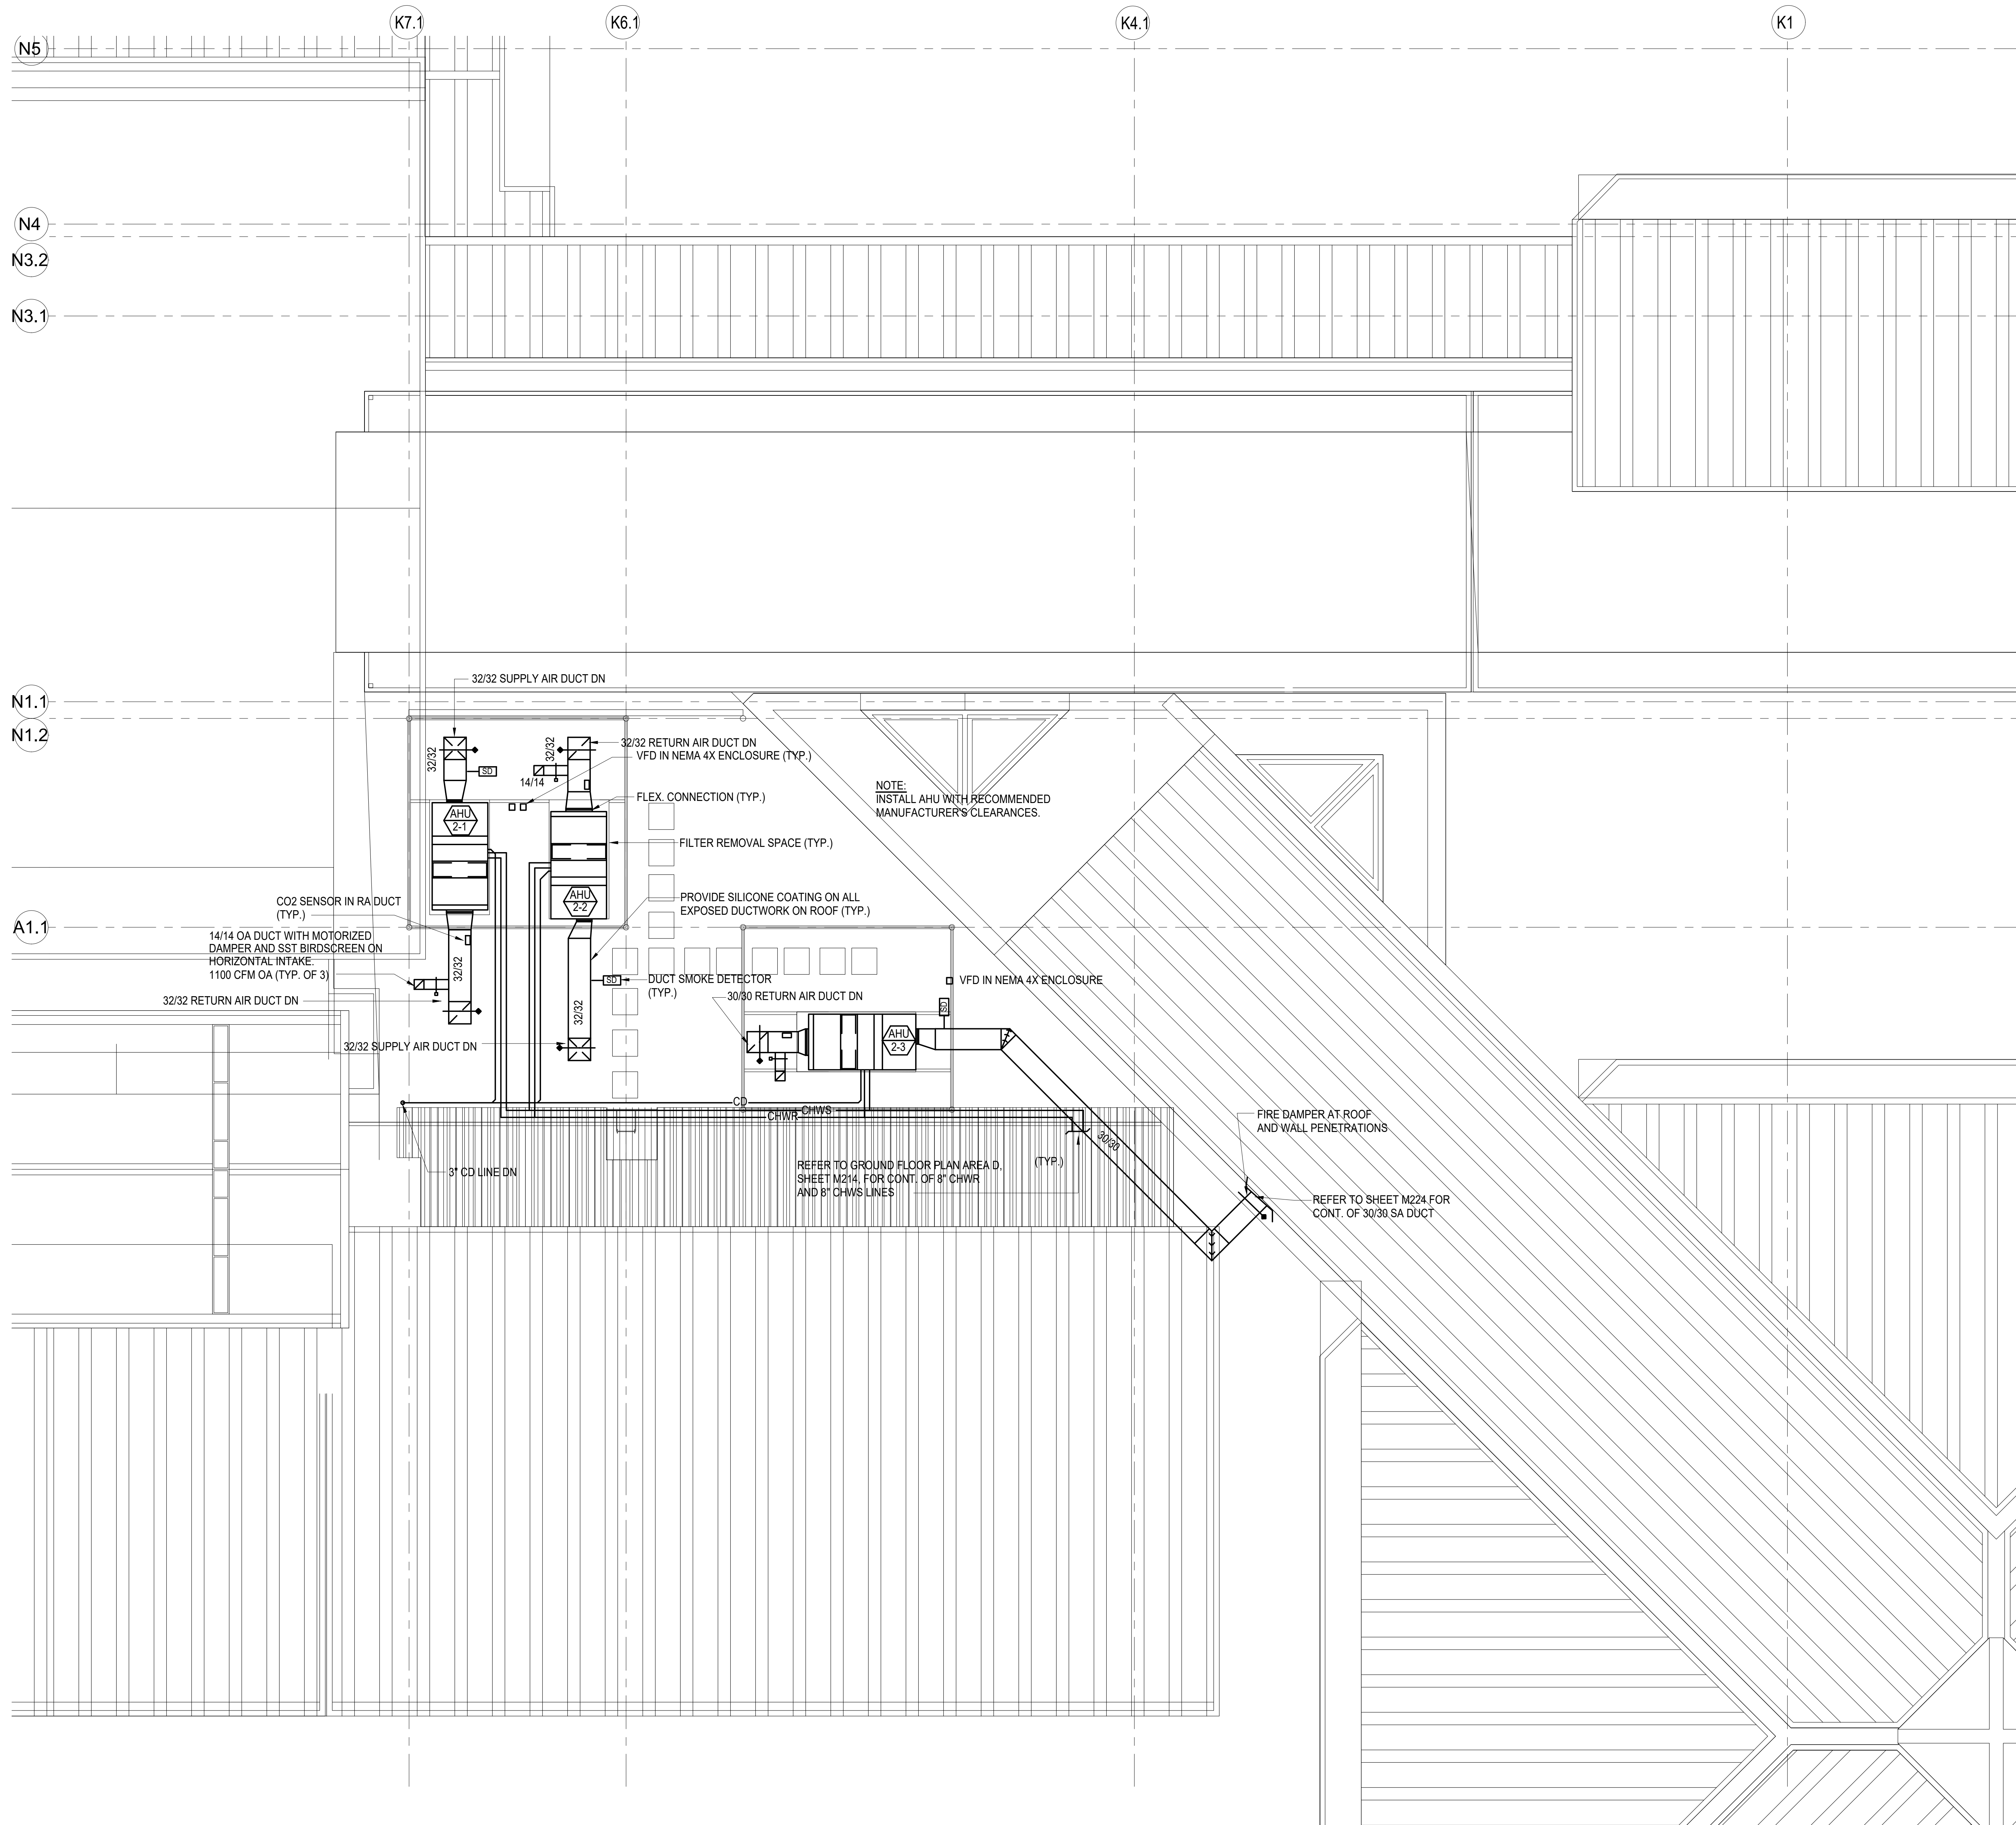 K7.1
K6.1
K4.1
K1
N5
N4
N3.2
N3.1
N1.1
N1.2
A1.1
32/32 SUPPLY AIR DUCT DN
32/32
32/32
14/14
SD
32/32 RETURN AIR DUCT DN
VFD IN NEMA 4X ENCLOSURE (TYP.)
FLEX. CONNECTION (TYP.)
NOTE:
INSTALL AHU WITH RECOMMENDED
MANUFACTURER'S CLEARANCES.
AHU
2-1
FILTER REMOVAL SPACE (TYP.)
AHU
2-2
PROVIDE SILICONE COATING ON ALL
EXPOSED DUCTWORK ON ROOF (TYP.)
CO2 SENSOR IN RA DUCT
(TYP.)
14/14 OA DUCT WITH MOTORIZED
DAMPER AND SST BIRDSCREEN ON
HORIZONTAL INTAKE.
1100 CFM OA (TYP. OF 3)
32/32
32/32 RETURN AIR DUCT DN
SD
DUCT SMOKE DETECTOR
(TYP.)
32/32
32/32 SUPPLY AIR DUCT DN
30/30 RETURN AIR DUCT DN
VFD IN NEMA 4X ENCLOSURE
SD
AHU
2-3
CD
CHWS
CHWR
3" CD LINE DN
30/30
(TYP.)
REFER TO GROUND FLOOR PLAN AREA D,
SHEET M214, FOR CONT. OF 8" CHWR
AND 8" CHWS LINES
FIRE DAMPER AT ROOF
AND WALL PENETRATIONS
REFER TO SHEET M224 FOR
CONT. OF 30/30 SA DUCT